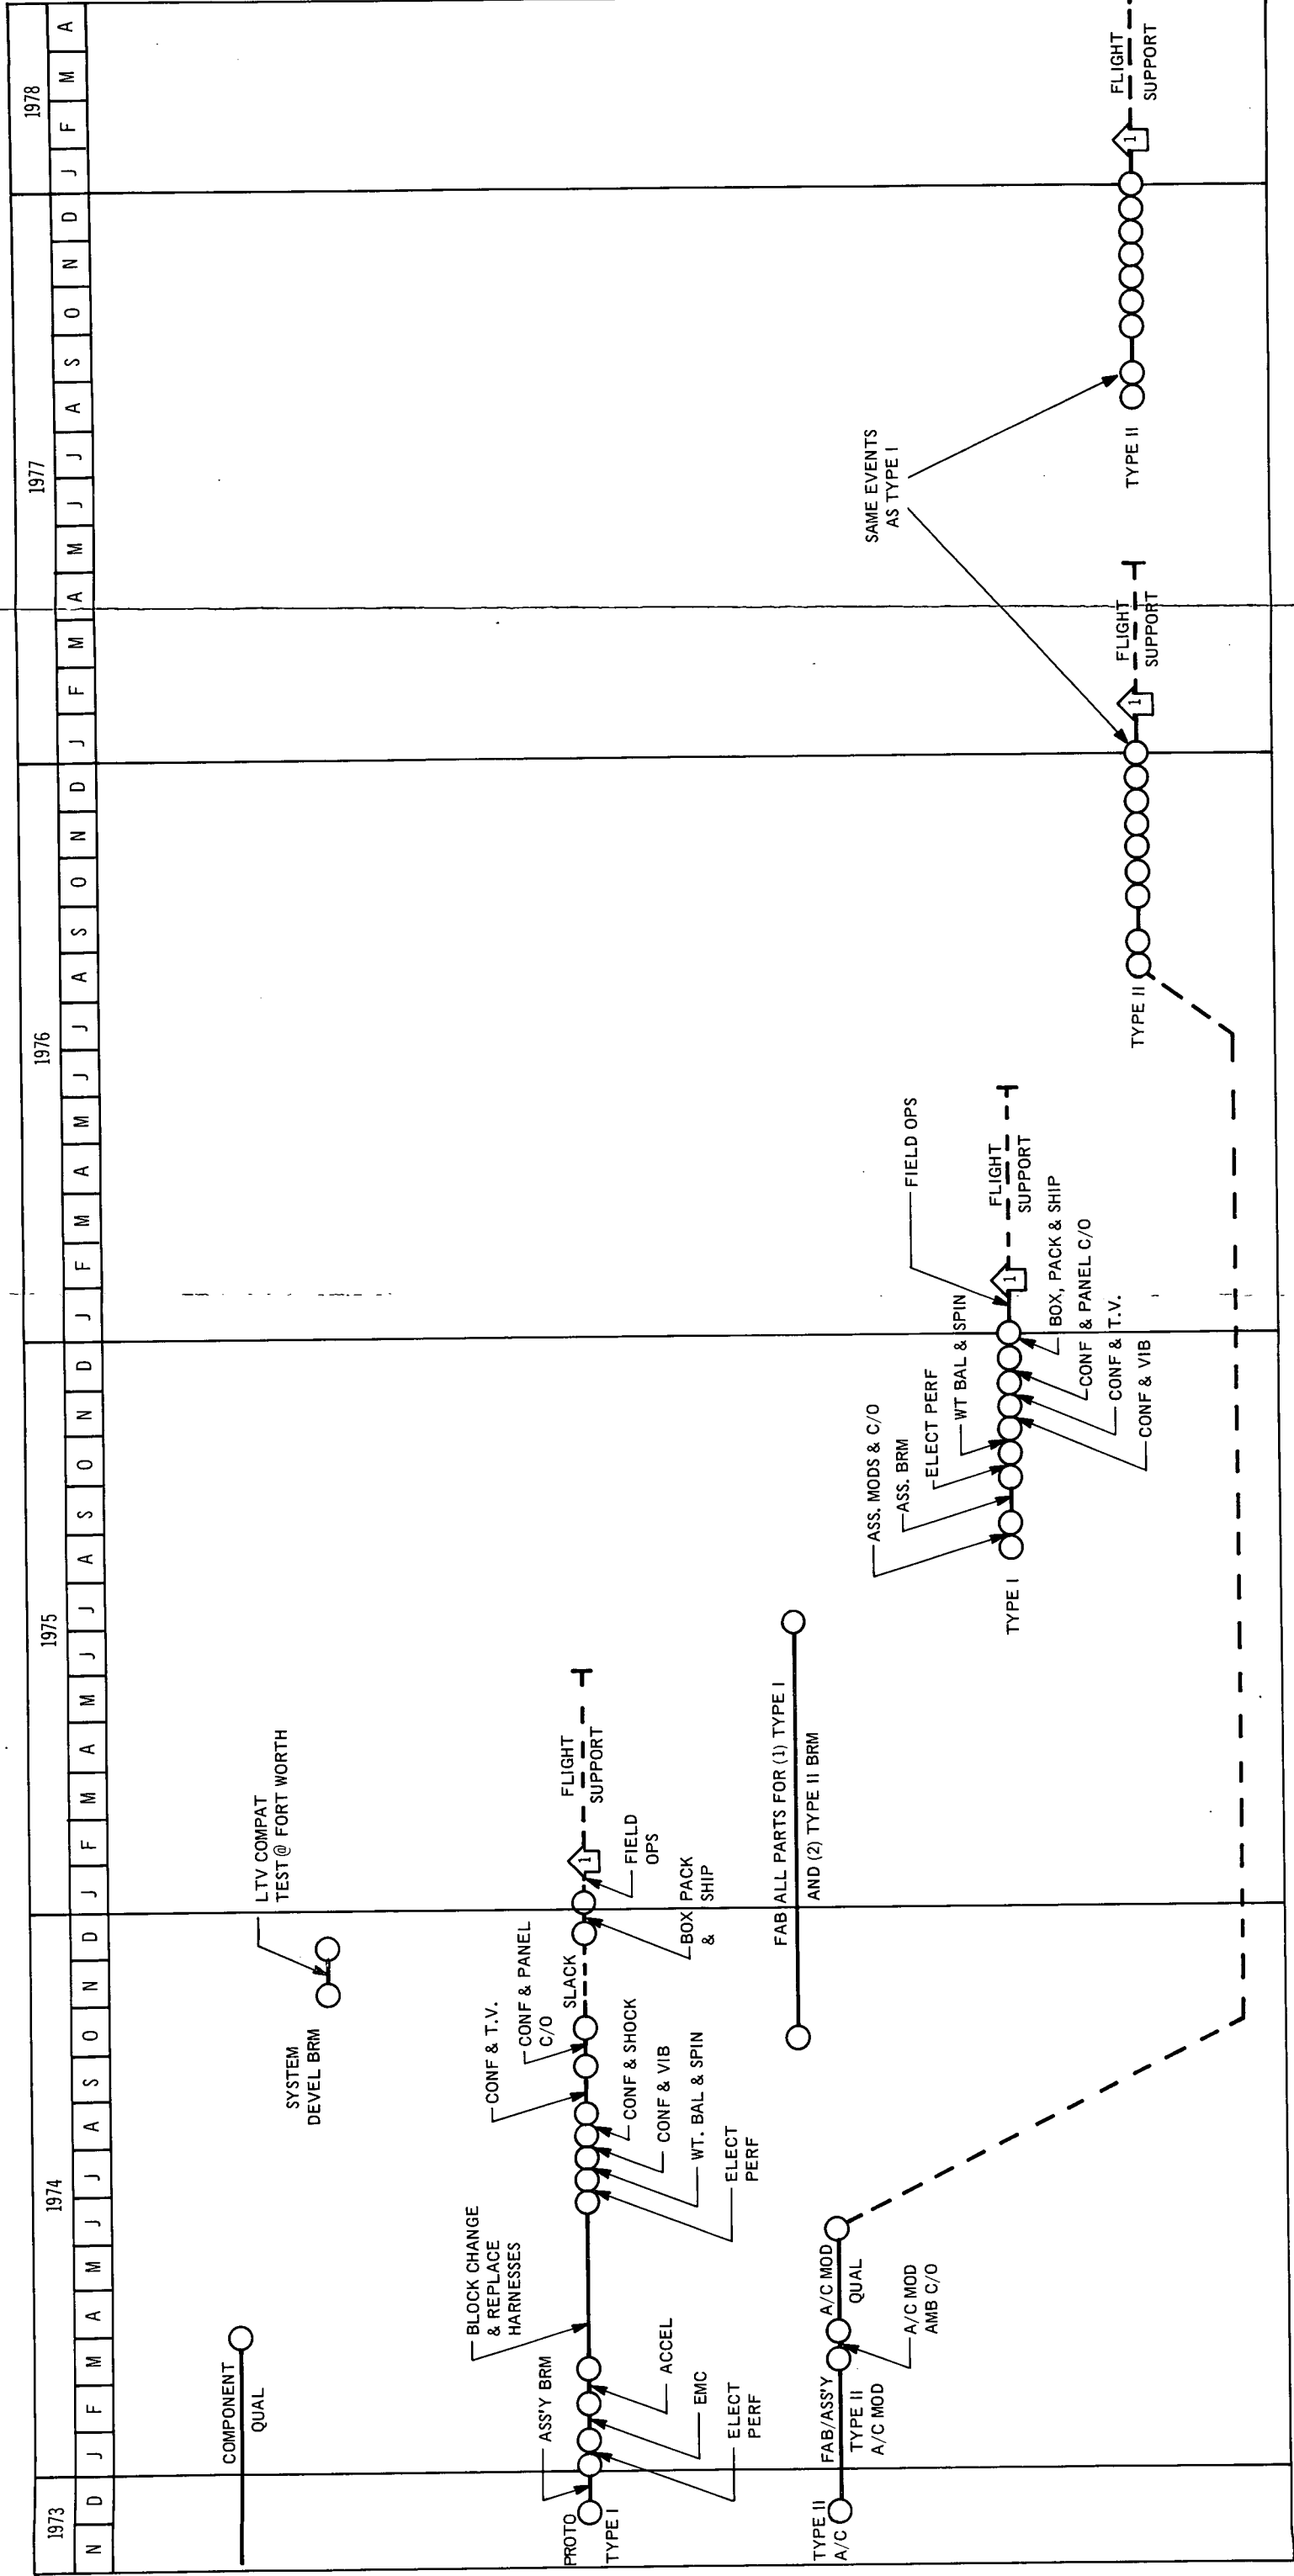 1973 1974 1975 1976 1977 1978
N D J F M A M J J A S O N D J F M A M J J A S O N D J F M A M J J A S O N D J F M A M J J A S O N D J F M A
COMPONENT
QUAL
SYSTEM
DEVEL BRM
LTV COMPAT
TEST @ FORT WORTH
PROTO
TYPE I
ASS'Y BRM
ELECT
PERF
EMC
ACCEL
BLOCK CHANGE
& REPLACE
HARNESSES
ELECT
PERF
WT. BAL & SPIN
CONF & VIB
CONF & SHOCK
CONF & T.V.
CONF & PANEL
C/O
SLACK
BOX PACK
& SHIP
FIELD
OPS
1
FLIGHT
SUPPORT
FAB ALL PARTS FOR (1) TYPE I
AND (2) TYPE II BRM
TYPE II
A/C
FAB/ASS'Y
TYPE II
A/C MOD
A/C MOD
AMB C/O
A/C MOD
QUAL
TYPE I
ASS. MODS & C/O
ASS. BRM
ELECT PERF
WT BAL & SPIN
CONF & VIB
CONF & T.V.
CONF & PANEL C/O
BOX, PACK & SHIP
FIELD OPS
1
FLIGHT
SUPPORT
TYPE II
SAME EVENTS
AS TYPE I
1
FLIGHT
SUPPORT
TYPE II
1
FLIGHT
SUPPORT